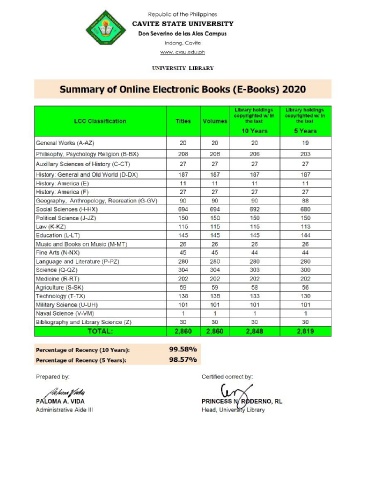 Republic of the Philippines
CAVITE STATE UNIVERSITY
Don Severino de las Alas Campus
Indang, Cavite
www.cvsu.edu.ph
UNIVERSITY LIBRARY
Summary of Online Electronic Books (E-Books) 2020
LCC Classification Titles Volumes Library holdings copyrighted w/in the last 10 Years Library holdings copyrighted w/in the last 5 Years
General Works (A-AZ) 20 20 20 19
Philosophy, Psychology Religion (B-BX) 206 206 206 203
Auxiliary Sciences of History (C-CT) 27 27 27 27
History: General and Old World (D-DX) 187 187 187 187
History: America (E) 11 11 11 11
History: America (F) 27 27 27 27
Geography, Anthropology, Recreation (G-GV) 90 90 90 88
Social Sciences (H-HX) 694 694 692 686
Political Science (J-JZ) 150 150 150 150
Law (K-KZ) 115 115 115 113
Education (L-LT) 145 145 145 144
Music and Books on Music (M-MT) 26 26 26 26
Fine Arts (N-NX) 45 45 44 44
Language and Literature (P-PZ) 280 280 280 280
Science (Q-QZ) 304 304 303 300
Medicine (R-RT) 202 202 202 202
Agriculture (S-SK) 59 59 58 56
Technology (T-TX) 138 138 133 130
Military Science (U-UH) 101 101 101 101
Naval Science (V-VM) 1 1 1 1
Bibliography and Library Science (Z) 30 30 30 30
TOTAL: 2,860 2,860 2,848 2,819
Percentage of Recency (10 Years): 99.58%
Percentage of Recency (5 Years): 98.57%
Prepared by: Certified correct by:
PALOMA A. VIDA PRINCESS N. RODERNO, RL
Administrative Aide III Head, University Library